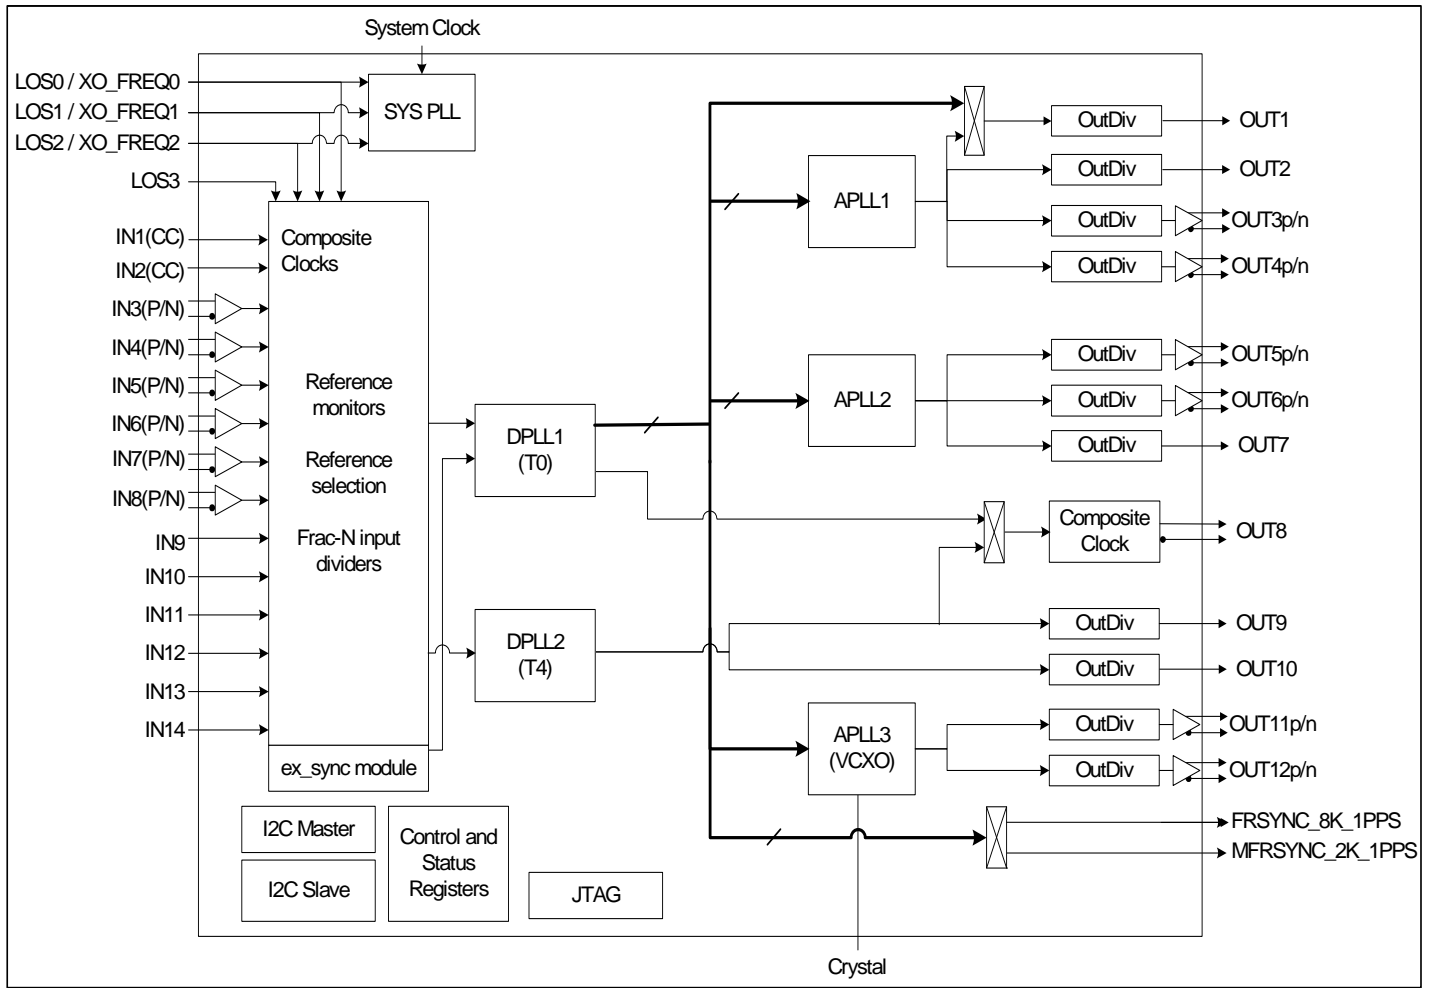 System Clock
LOS0 / XO_FREQ0
LOS1 / XO_FREQ1
LOS2 / XO_FREQ2
LOS3
SYS PLL
IN1(CC)
IN2(CC)
IN3(P/N)
IN4(P/N)
IN5(P/N)
IN6(P/N)
IN7(P/N)
IN8(P/N)
IN9
IN10
IN11
IN12
IN13
IN14
Composite
Clocks
Reference
monitors
Reference
selection
Frac-N input
dividers
ex_sync module
I2C Master
I2C Slave
Control and
Status
Registers
JTAG
DPLL1
(T0)
DPLL2
(T4)
APLL1
APLL2
APLL3
(VCXO)
Crystal
OutDiv
OUT1
OutDiv
OUT2
OutDiv
OUT3p/n
OutDiv
OUT4p/n
OutDiv
OUT5p/n
OutDiv
OUT6p/n
OutDiv
OUT7
Composite
Clock
OUT8
OutDiv
OUT9
OutDiv
OUT10
OutDiv
OUT11p/n
OutDiv
OUT12p/n
FRSYNC_8K_1PPS
MFRSYNC_2K_1PPS